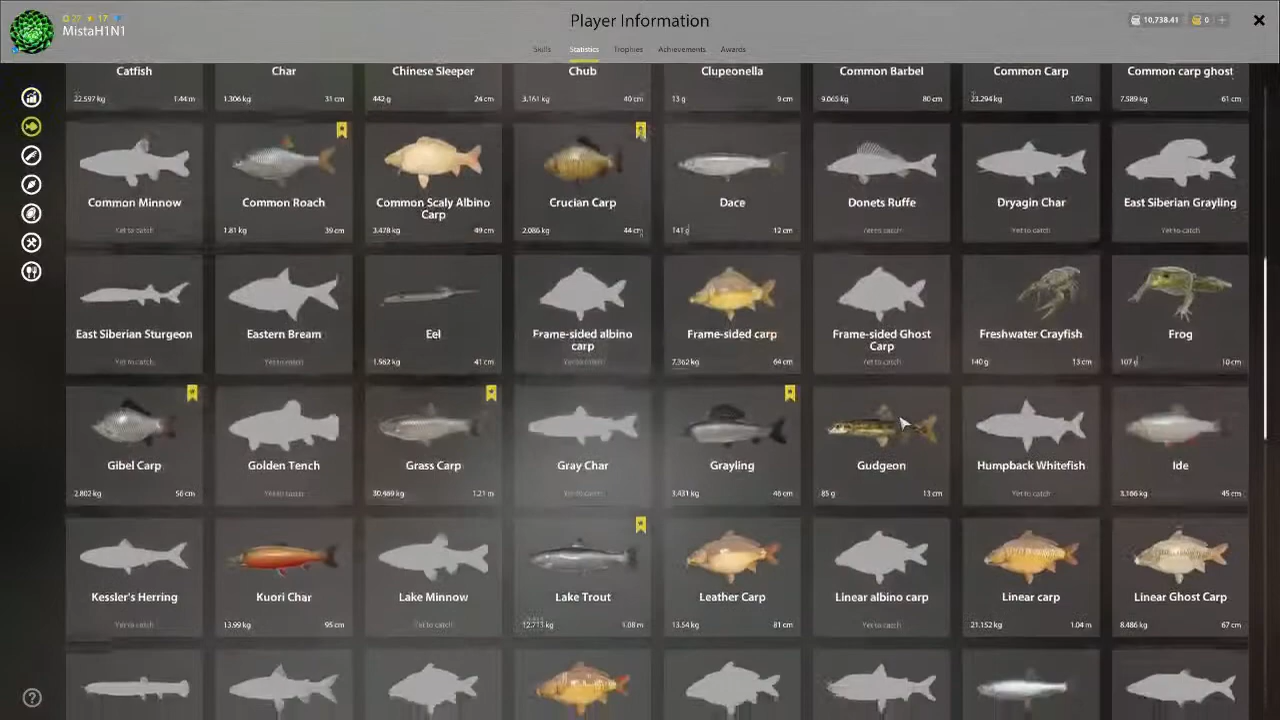 27 17
MistaH1N1
Player Information
10,738.41 0
Skills Statistics Trophies Achievements Awards
Catfish Char Chinese Sleeper Chub Clupeonella Common Barbel Common Carp Common carp ghost
22.597 kg 1.44 m 1.306 kg 31 cm 442 g 24 cm 3.161 kg 40 cm 13 g 9 cm 9.065 kg 80 cm 23.294 kg 1.05 m 7.589 kg 61 cm
Common Minnow Common Roach Common Scaly Albino Crucian Carp Dace Donets Ruffe Dryagin Char East Siberian Grayling
Carp
Yet to catch 1.81 kg 39 cm 3.478 kg 49 cm 2.086 kg 44 cm 141 g 12 cm Yet to catch Yet to catch Yet to catch
East Siberian Sturgeon Eastern Bream Eel Frame-sided albino Frame-sided carp Frame-sided Ghost Freshwater Crayfish Frog
carp Carp
Yet to catch Yet to catch 1.562 kg 41 cm Yet to catch 7.362 kg 64 cm Yet to catch 140 g 13 cm 107 g 10 cm
Gibel Carp Golden Tench Grass Carp Gray Char Grayling Gudgeon Humpback Whitefish Ide
2.802 kg 56 cm Yet to catch 30.489 kg 1.21 m Yet to catch 3.431 kg 46 cm 85 g 13 cm Yet to catch 3.166 kg 45 cm
Kessler's Herring Kuori Char Lake Minnow Lake Trout Leather Carp Linear albino carp Linear carp Linear Ghost Carp
Yet to catch 13.99 kg 95 cm Yet to catch kg 1.08 m 13.54 kg 81 cm Yet to catch 21.152 kg 1.04 m 8.486 kg 67 cm